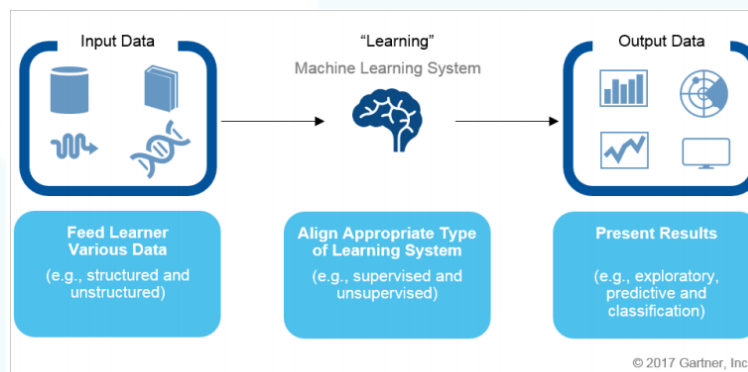 Input Data
“Learning”
Machine Learning System
Output Data
Feed Learner
Various Data
(e.g., structured and
unstructured)
Align Appropriate Type
of Learning System
(e.g., supervised and
unsupervised)
Present Results
(e.g., exploratory,
predictive and
classification)
© 2017 Gartner, Inc